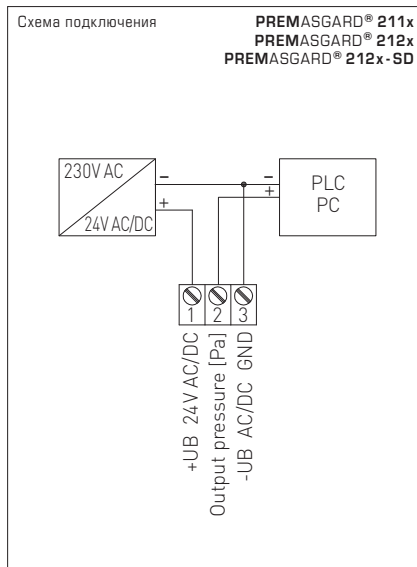 Схема подключения
PREMASGARD® 211x
PREMASGARD® 212x
PREMASGARD® 212x-SD
230V AC
24V AC/DC
−
+
−
+
PLC
PC
1 2 3
+UB 24V AC/DC
Output pressure [Pa]
-UB AC/DC GND